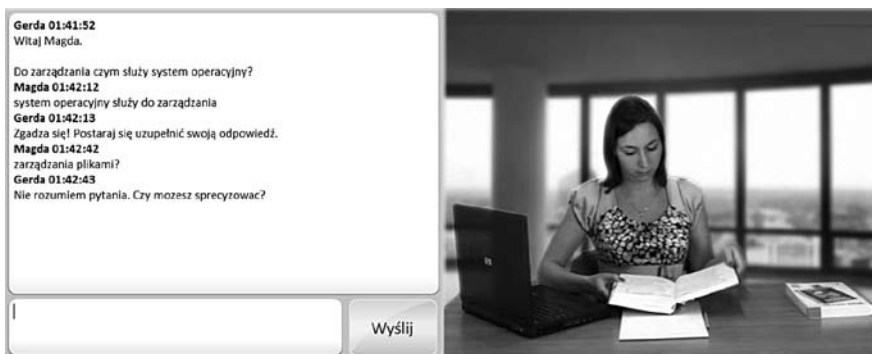 Gerda 01:41:52
Witaj Magda.
Do zarządzania czym służy system operacyjny?
Magda 01:42:12
system operacyjny służy do zarządzania
Gerda 01:42:13
Zgadza się! Postaraj się uzupełnić swoją odpowiedź.
Magda 01:42:42
zarządzania plikami?
Gerda 01:42:43
Nie rozumiem pytania. Czy mozesz sprecyzowac?
Wyślij